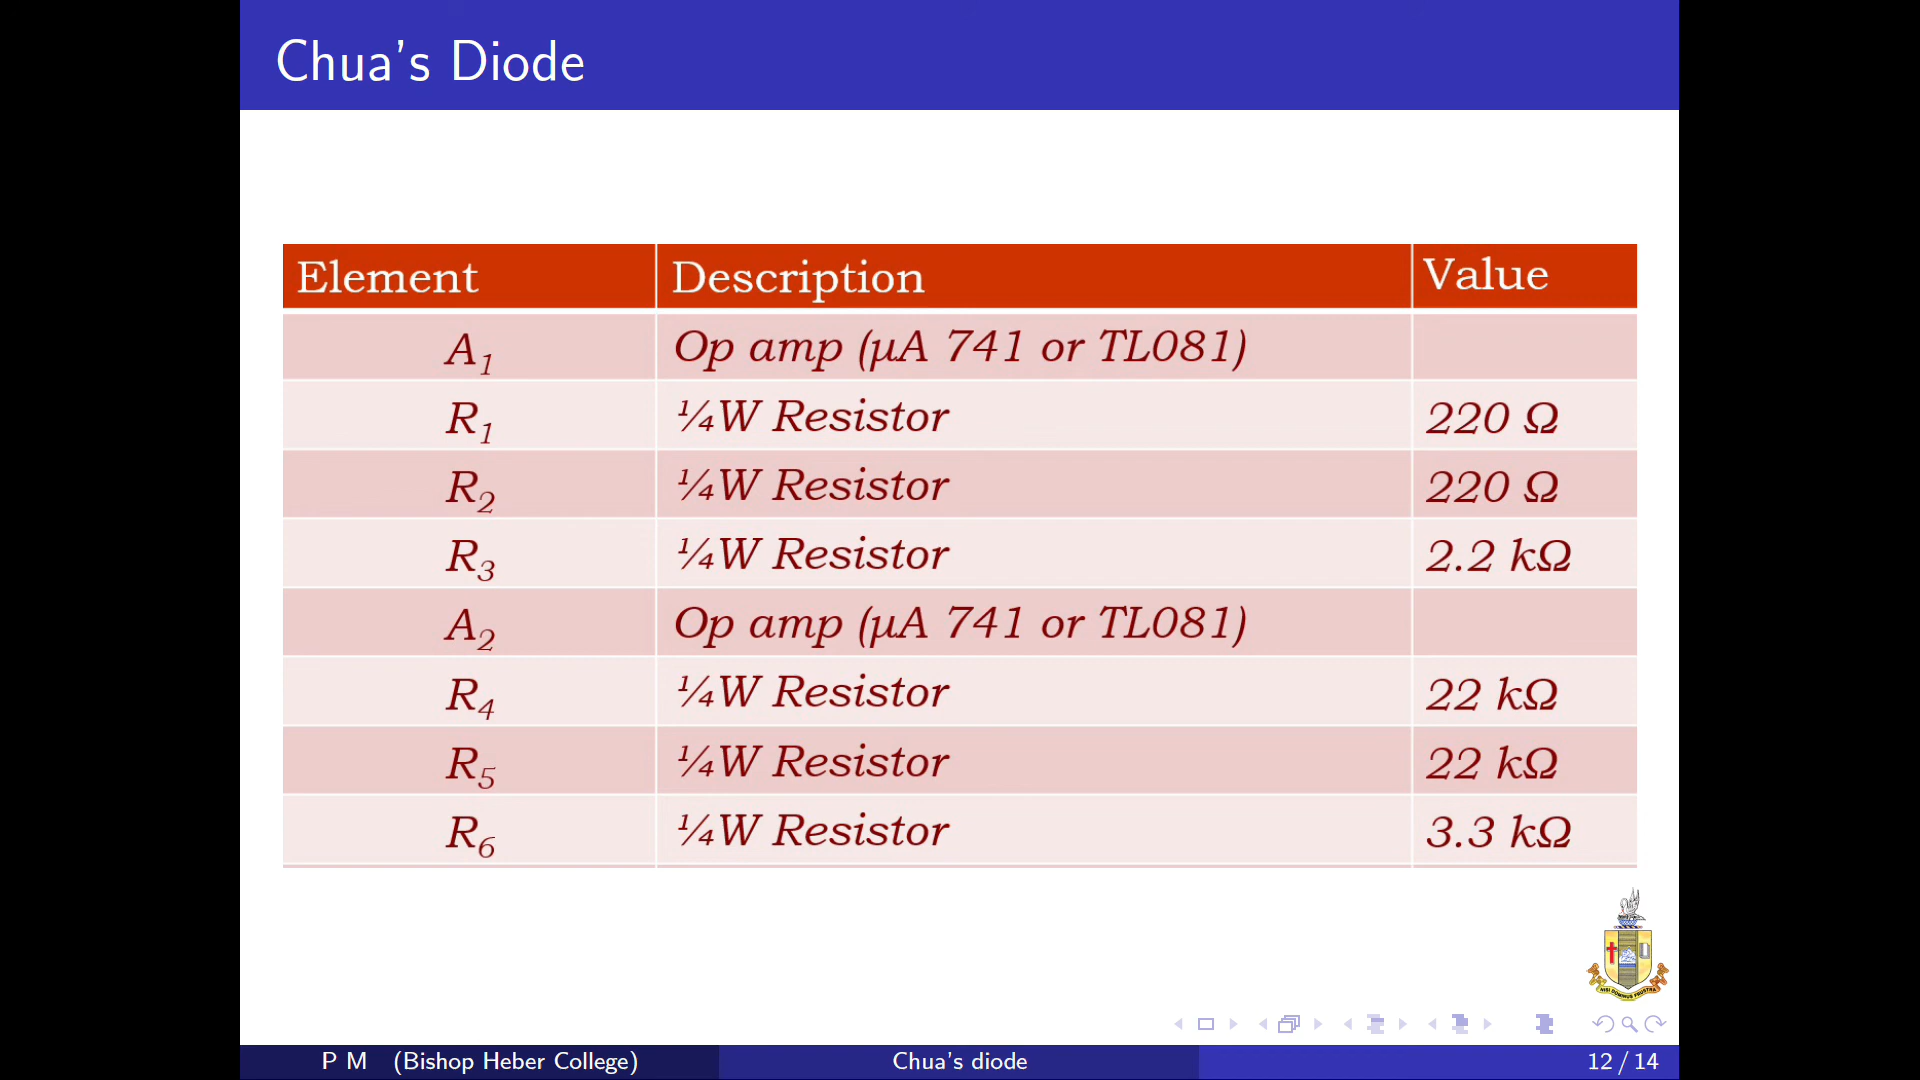 Chua's Diode
Element Description Value
A1 Op amp (µA 741 or TL081)
R1 ¼W Resistor 220 Ω
R2 ¼W Resistor 220 Ω
R3 ¼W Resistor 2.2 kΩ
A2 Op amp (µA 741 or TL081)
R4 ¼W Resistor 22 kΩ
R5 ¼W Resistor 22 kΩ
R6 ¼W Resistor 3.3 kΩ
NISI DOMINUS FRUSTRA
P M (Bishop Heber College) Chua's diode 12 / 14